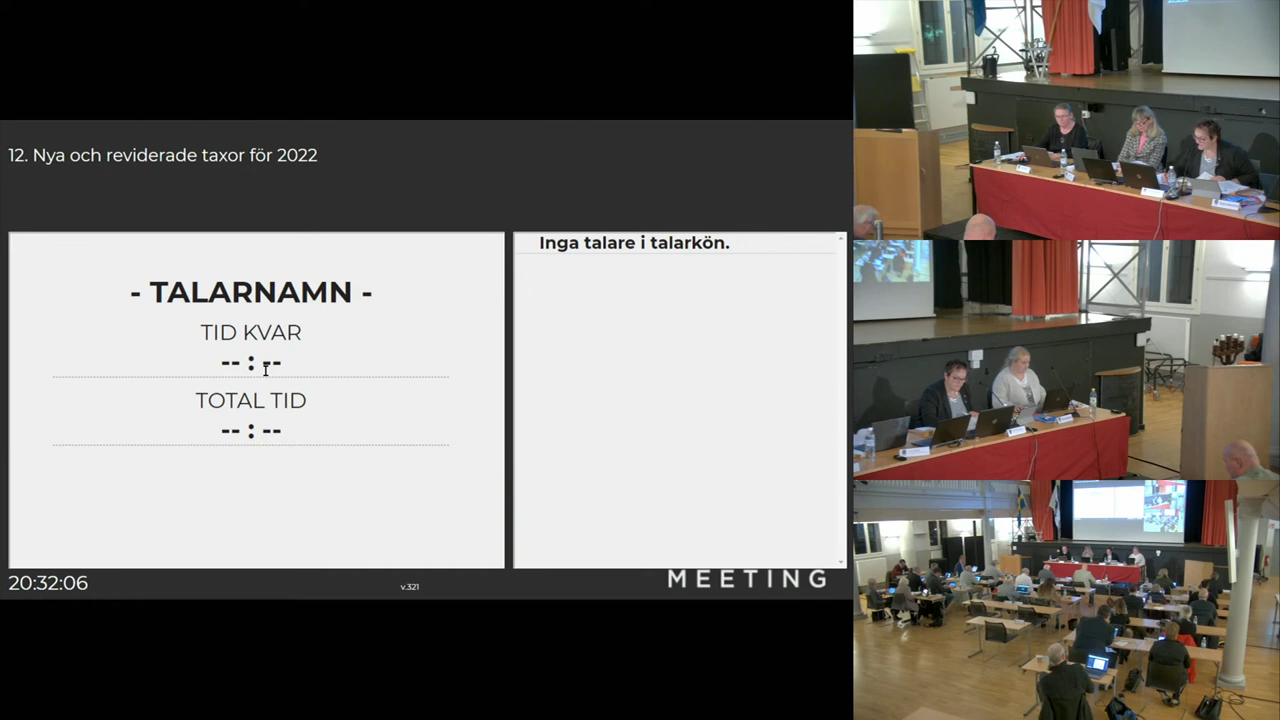 12. Nya och reviderade taxor för 2022
- TALARNAMN -
TID KVAR
-- : --
TOTAL TID
-- : --
Inga talare i talarkön.
20:32:06
v.321
MEETING